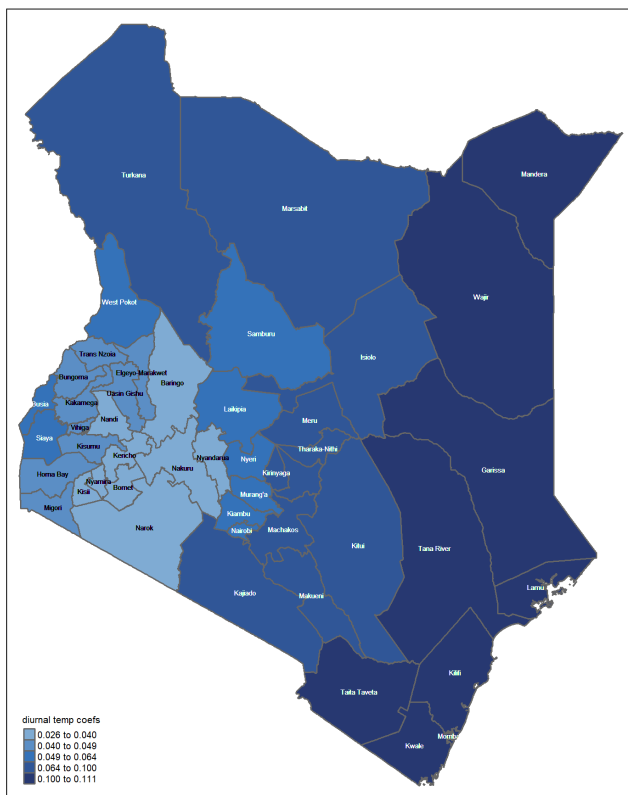 Mandera
Turkana
Marsabit
Wajir
West Pokot
Samburu
Isiolo
Trans Nzoia
Elgeyo-Marakwet
Bungoma
Baringo
Uasin Gishu
Busia
Kakamega
Laikipia
Nandi
Meru
Vihiga
Siaya
Kisumu
Tharaka-Nithi
Kericho
Nyandarua
Nyeri
Nakuru
Garissa
Homa Bay
Kirinyaga
Nyamira
Bomet
Kisii
Murang'a
Migori
Kiambu
Narok
Nairobi
Machakos
Kitui
Tana River
Lamu
Kajiado
Makueni
Kilifi
Taita Taveta
Momba
Kwale
diurnal temp coefs
0.026 to 0.040
0.040 to 0.049
0.049 to 0.064
0.064 to 0.100
0.100 to 0.111